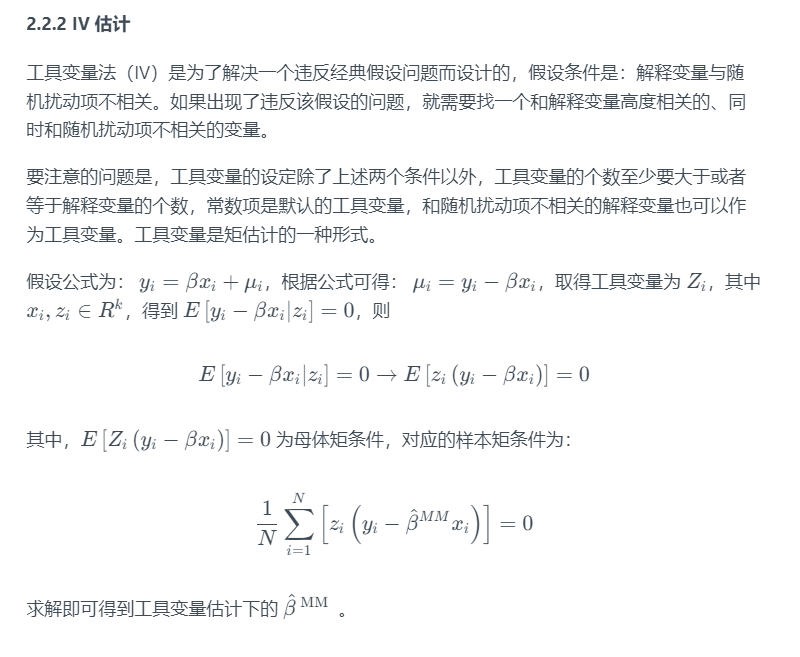 2.2.2 IV 估计
工具变量法（IV）是为了解决一个违反经典假设问题而设计的，假设条件是：解释变量与随
机扰动项不相关。如果出现了违反该假设的问题，就需要找一个和解释变量高度相关的、同
时和随机扰动项不相关的变量。
要注意的问题是，工具变量的设定除了上述两个条件以外，工具变量的个数至少要大于或者
等于解释变量的个数，常数项是默认的工具变量，和随机扰动项不相关的解释变量也可以作
为工具变量。工具变量是矩估计的一种形式。
假设公式为： $y_i = \beta x_i + \mu_i$，根据公式可得： $\mu_i = y_i - \beta x_i$，取得工具变量为 $Z_i$，其中
$x_i, z_i \in R^k$，得到 $E[y_i - \beta x_i | z_i] = 0$，则
$E[y_i - \beta x_i | z_i] = 0 \rightarrow E[z_i (y_i - \beta x_i)] = 0$
其中，$E[Z_i (y_i - \beta x_i)] = 0$ 为母体矩条件，对应的样本矩条件为：
$\frac{1}{N} \sum_{i=1}^{N} \left[ z_i \left( y_i - \hat{\beta}^{MM} x_i \right) \right] = 0$
求解即可得到工具变量估计下的 $\hat{\beta}^{\mathrm{MM}}$ 。